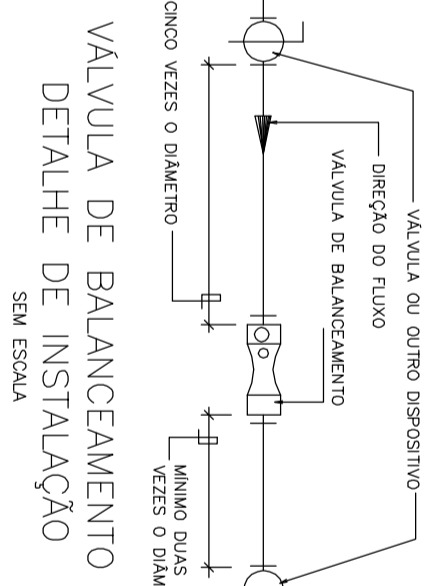 VÁLVULA OU OUTRO DISPOSITIVO
DIREÇÃO DO FLUXO
VÁLVULA DE BALANCEAMENTO
CINCO VEZES O DIÂMETRO
MÍNIMO DUAS
VEZES O
VÁLVULA DE BALANCEAMENTO
DETALHE DE INSTALAÇÃO
SEM ESCALA